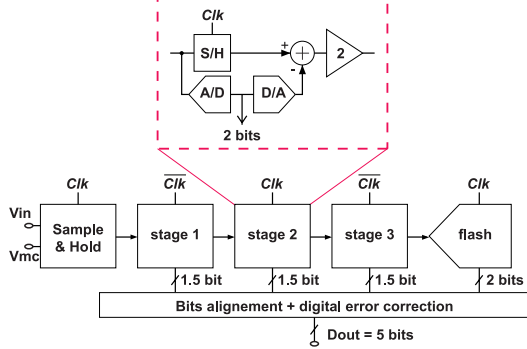 Clk
S/H
+
2
-
A/D
D/A
2 bits
Clk
Clk
Clk
Clk
Clk
Vin
Vmc
Sample
& Hold
stage 1
stage 2
stage 3
flash
1.5 bit
1.5 bit
1.5 bit
2 bits
Bits alignement + digital error correction
Dout = 5 bits